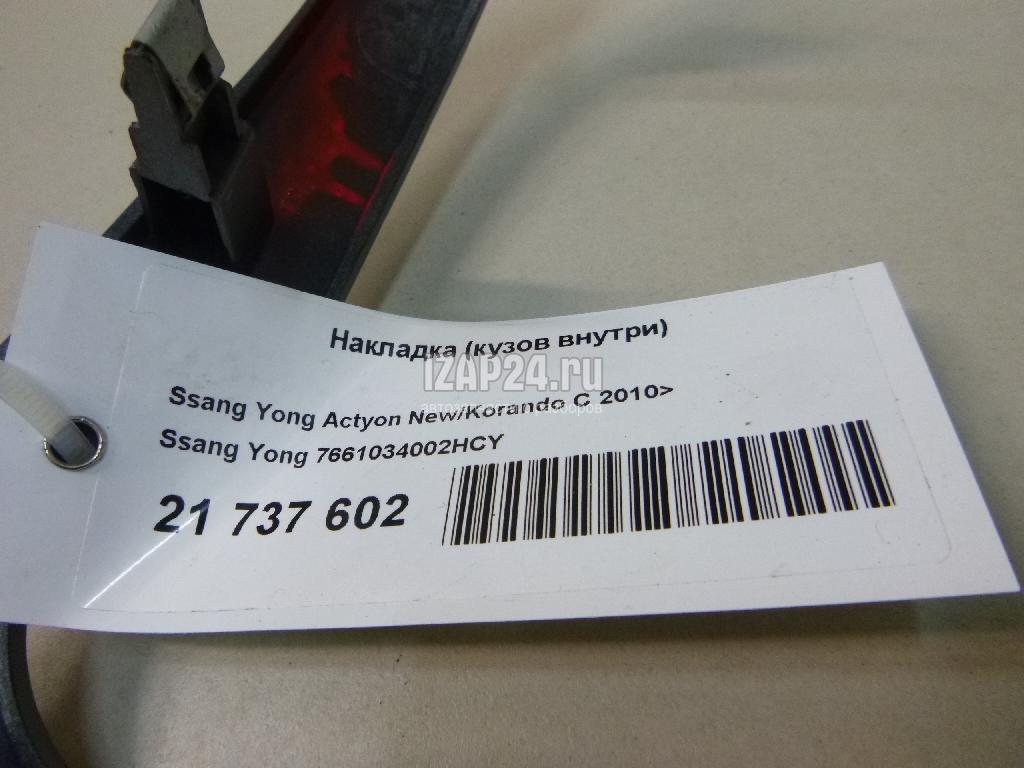 Накладка (кузов внутри)
IZAP24.ru
Ssang Yong Actyon New/Korando C 2010>
Ssang Yong 7661034002HCY
21 737 602